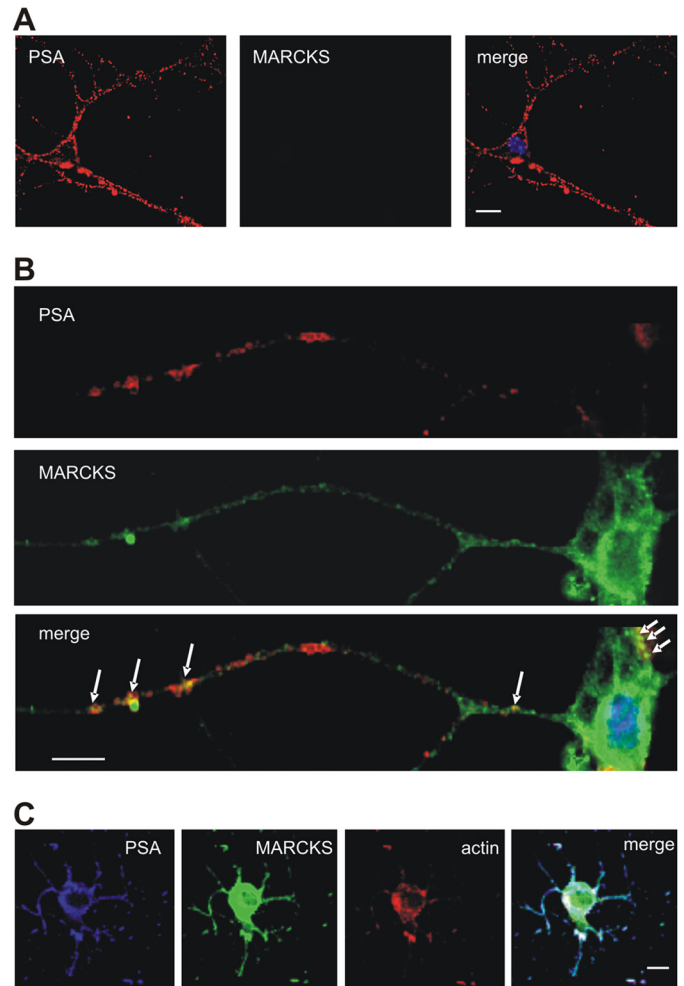 A
PSA MARCKS merge
B
PSA
MARCKS
merge
C
PSA MARCKS actin merge